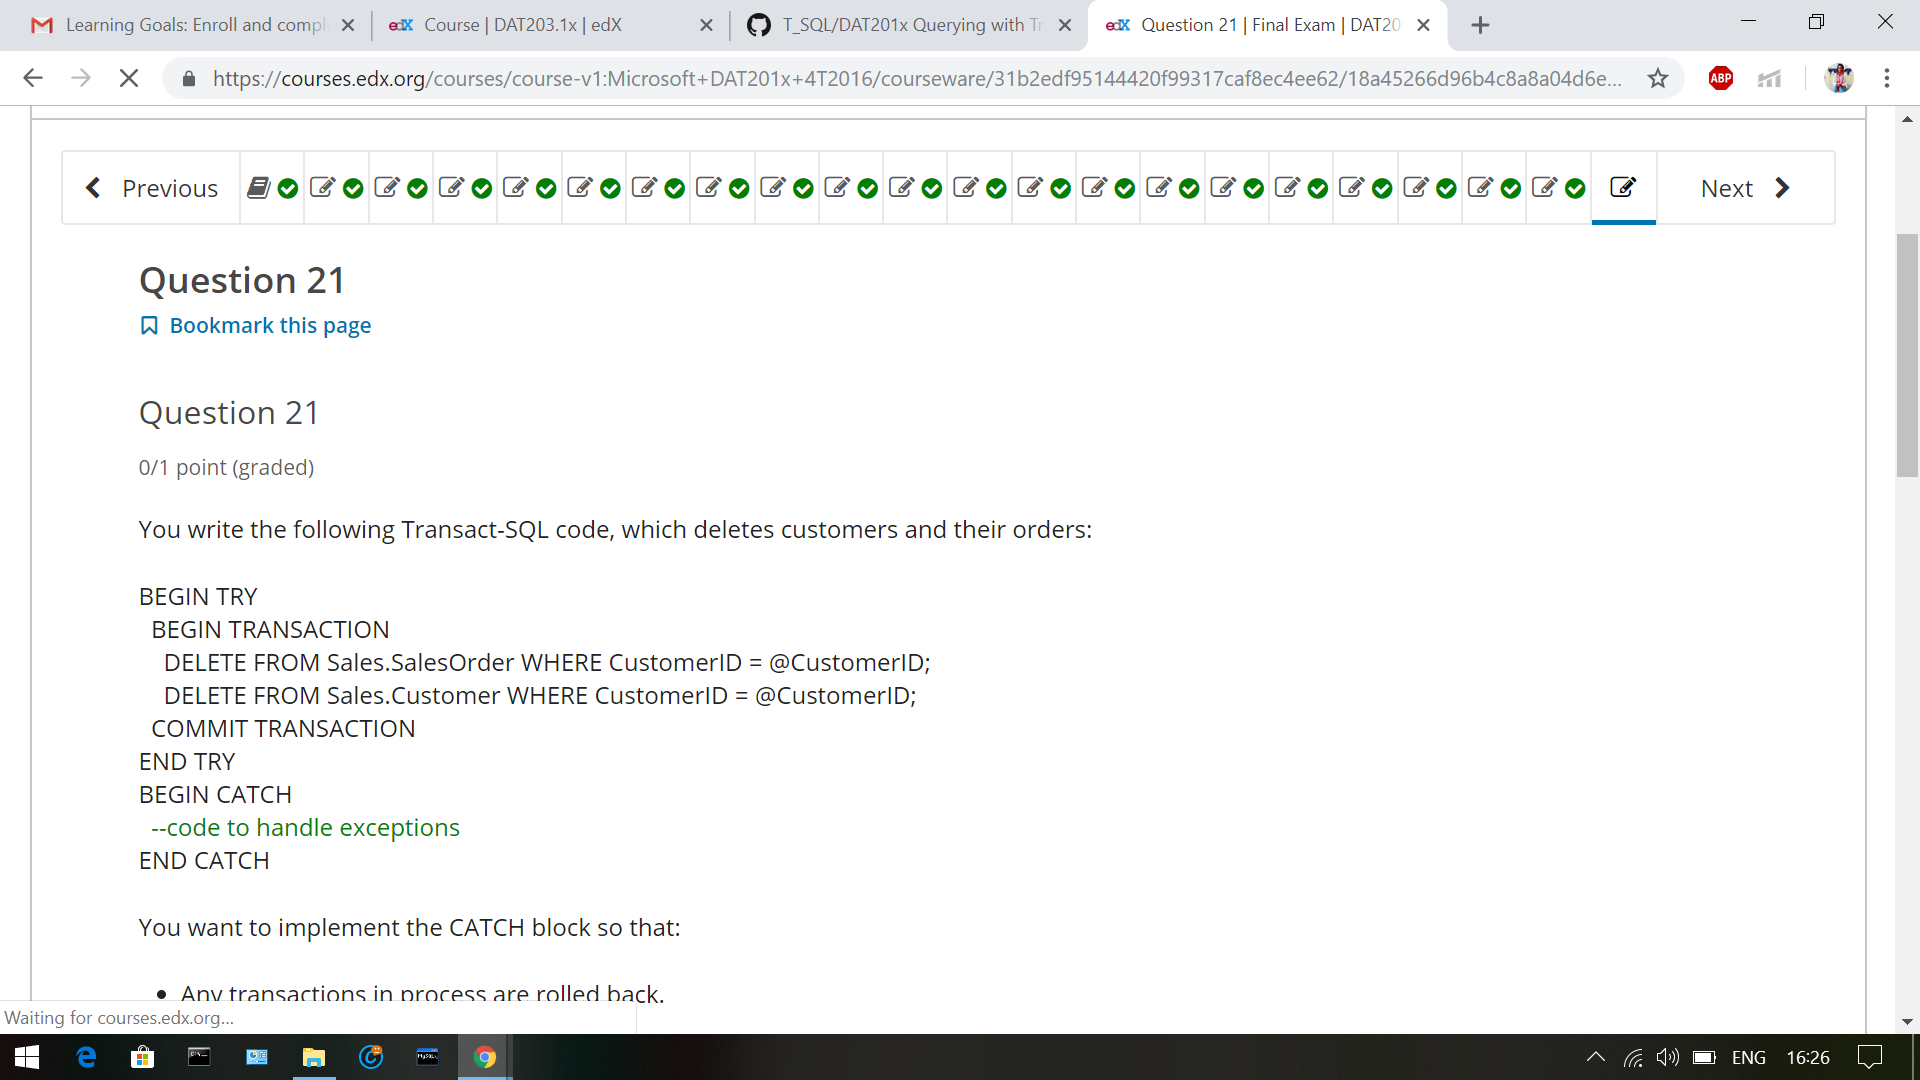 Learning Goals: Enroll and compl
edX Course | DAT203.1x | edX
T_SQL/DAT201x Querying with Tr
edX Question 21 | Final Exam | DAT20
https://courses.edx.org/courses/course-v1:Microsoft+DAT201x+4T2016/courseware/31b2edf95144420f99317caf8ec4ee62/18a45266d96b4c8a8a04d6e...
ABP
Previous
Next
Question 21
Bookmark this page
Question 21
0/1 point (graded)
You write the following Transact-SQL code, which deletes customers and their orders:
BEGIN TRY
BEGIN TRANSACTION
DELETE FROM Sales.SalesOrder WHERE CustomerID = @CustomerID;
DELETE FROM Sales.Customer WHERE CustomerID = @CustomerID;
COMMIT TRANSACTION
END TRY
BEGIN CATCH
--code to handle exceptions
END CATCH
You want to implement the CATCH block so that:
• Any transactions in process are rolled back.
Waiting for courses.edx.org...
ENG
16:26